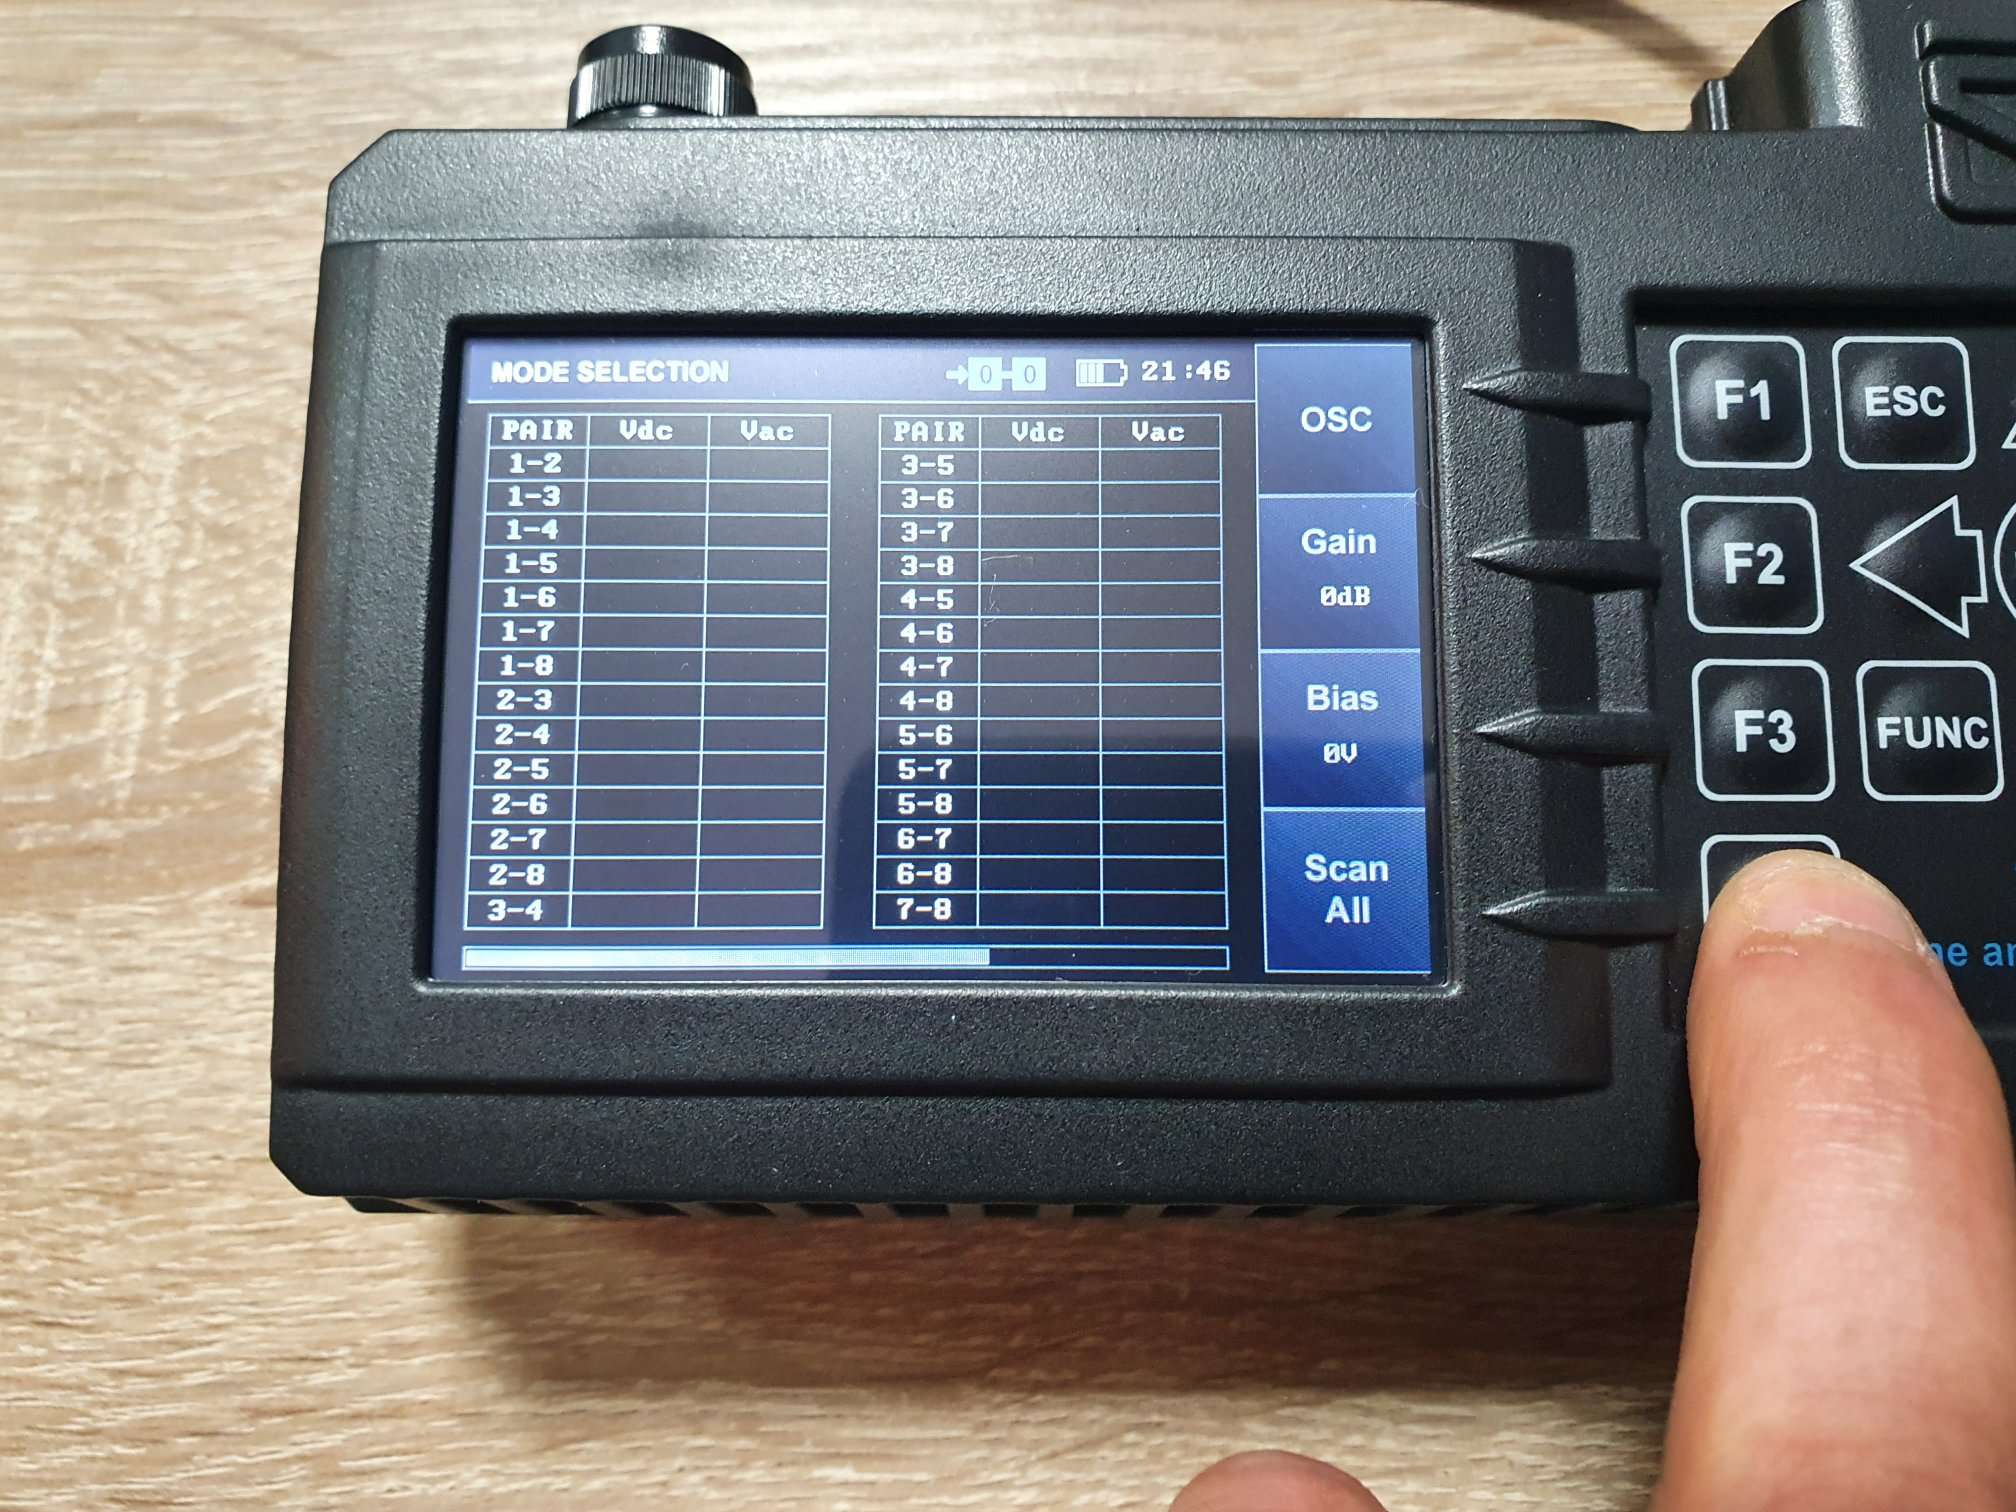 MODE SELECTION 0 0 21:46
PAIR Vdc Vac
1-2
1-3
1-4
1-5
1-6
1-7
1-8
2-3
2-4
2-5
2-6
2-7
2-8
3-4
PAIR Vdc Vac
3-5
3-6
3-7
3-8
4-5
4-6
4-7
4-8
5-6
5-7
5-8
6-7
6-8
7-8
OSC
Gain
0dB
Bias
0V
Scan
All
F1 ESC
F2
F3 FUNC